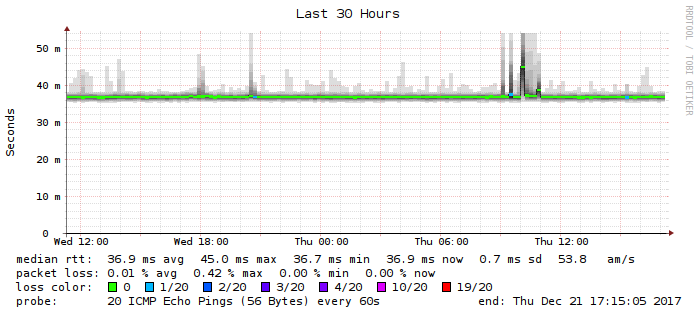 Last 30 Hours
RRDTOOL / TOBI OETIKER
Seconds
50 m
40 m
30 m
20 m
10 m
0
Wed 12:00 Wed 18:00 Thu 00:00 Thu 06:00 Thu 12:00
median rtt: 36.9 ms avg 45.0 ms max 36.7 ms min 36.9 ms now 0.7 ms sd 53.8 am/s
packet loss: 0.01 % avg 0.42 % max 0.00 % min 0.00 % now
loss color: 0 1/20 2/20 3/20 4/20 10/20 19/20
probe: 20 ICMP Echo Pings (56 Bytes) every 60s end: Thu Dec 21 17:15:05 2017